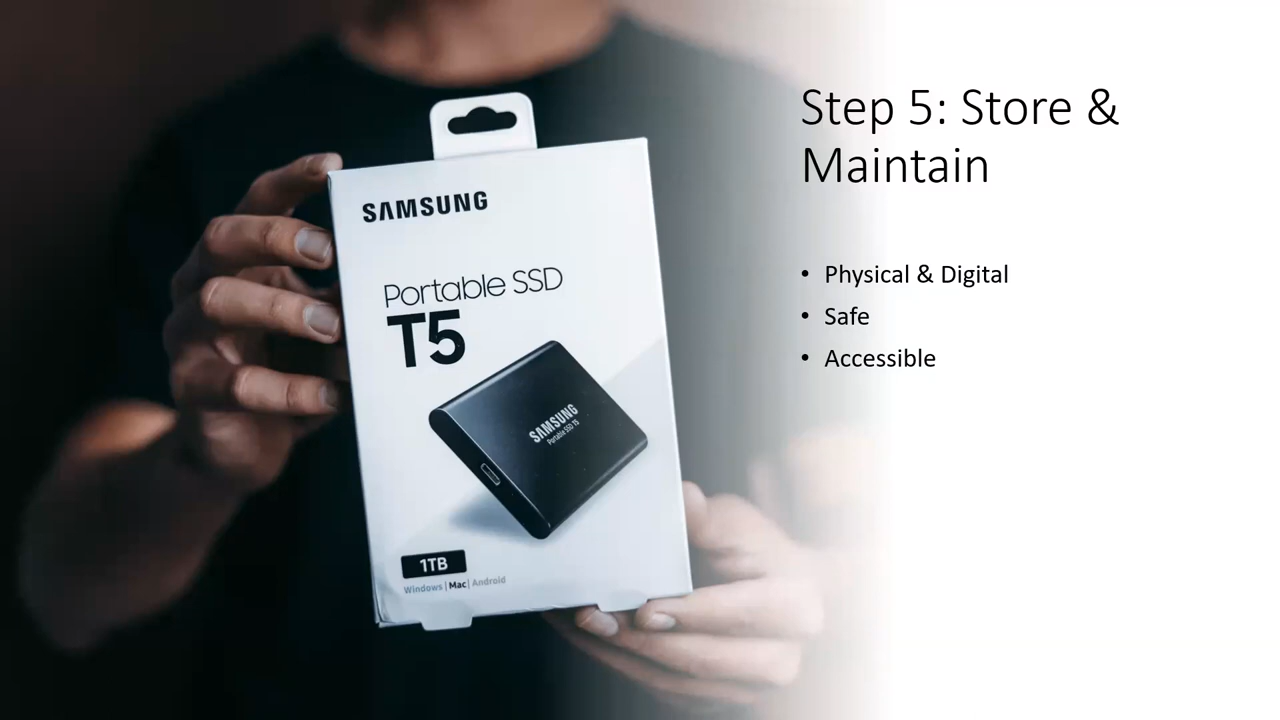 SAMSUNG
Portable SSD
T5
SAMSUNG
Portable SSD T5
1TB
Windows | Mac | Android
Step 5: Store &
Maintain
• Physical & Digital
• Safe
• Accessible